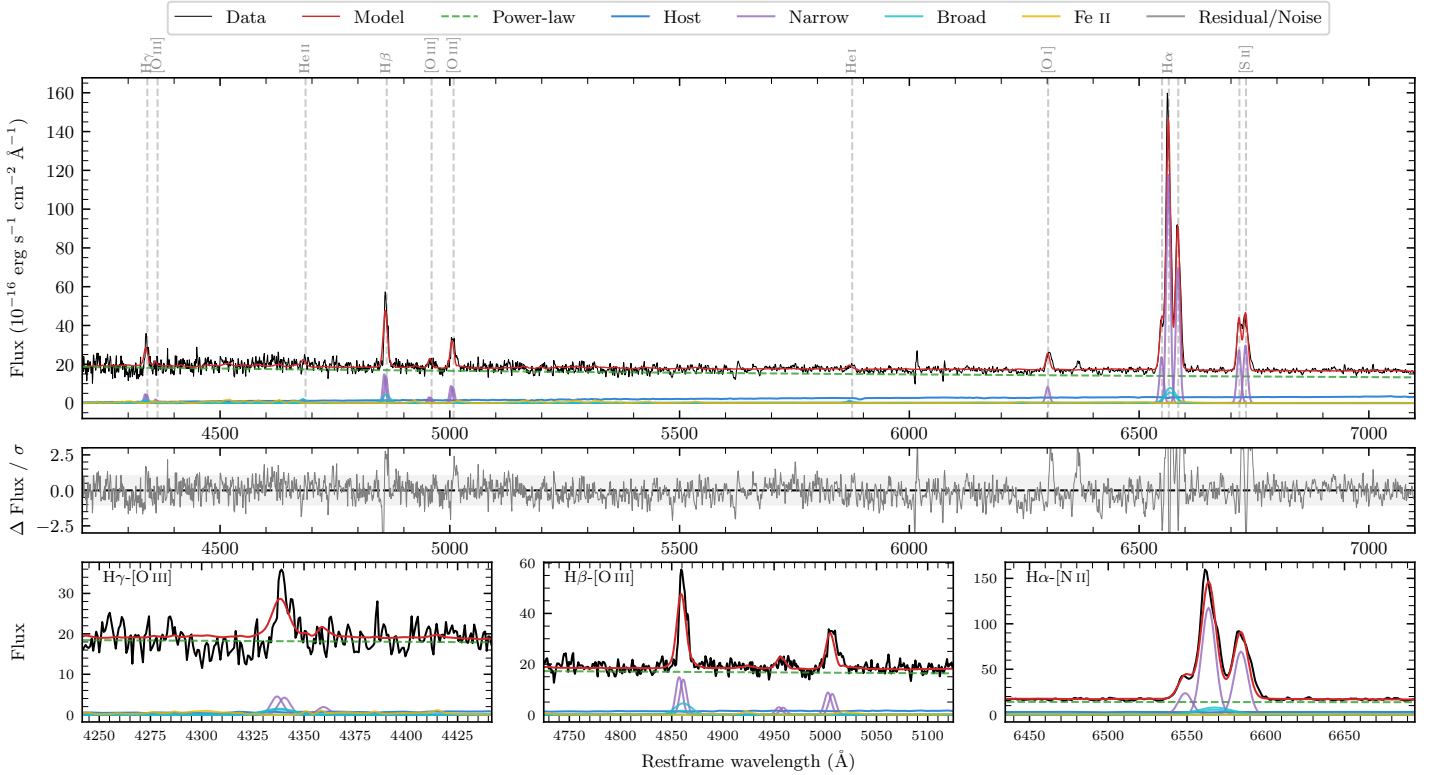 Data Model Power-law Host Narrow Broad Fe II Residual/Noise
Hγ [O III] He II Hβ [O III] [O III] He I [O I] Hα [S II]
Flux (10⁻¹⁶ erg s⁻¹ cm⁻² Å⁻¹)
160
140
120
100
80
60
40
20
0
4500 5000 5500 6000 6500 7000
Δ Flux / σ
2.5
0.0
−2.5
4500 5000 5500 6000 6500 7000
Flux
Hγ-[O III]
30
20
10
0
4250 4275 4300 4325 4350 4375 4400 4425
Hβ-[O III]
60
40
20
0
4750 4800 4850 4900 4950 5000 5050 5100
Hα-[N II]
150
100
50
0
6450 6500 6550 6600 6650
Restframe wavelength (Å)